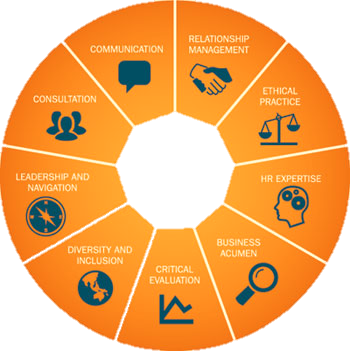 COMMUNICATION
RELATIONSHIP
MANAGEMENT
ETHICAL
PRACTICE
HR EXPERTISE
BUSINESS
ACUMEN
CRITICAL
EVALUATION
DIVERSITY AND
INCLUSION
LEADERSHIP AND
NAVIGATION
CONSULTATION